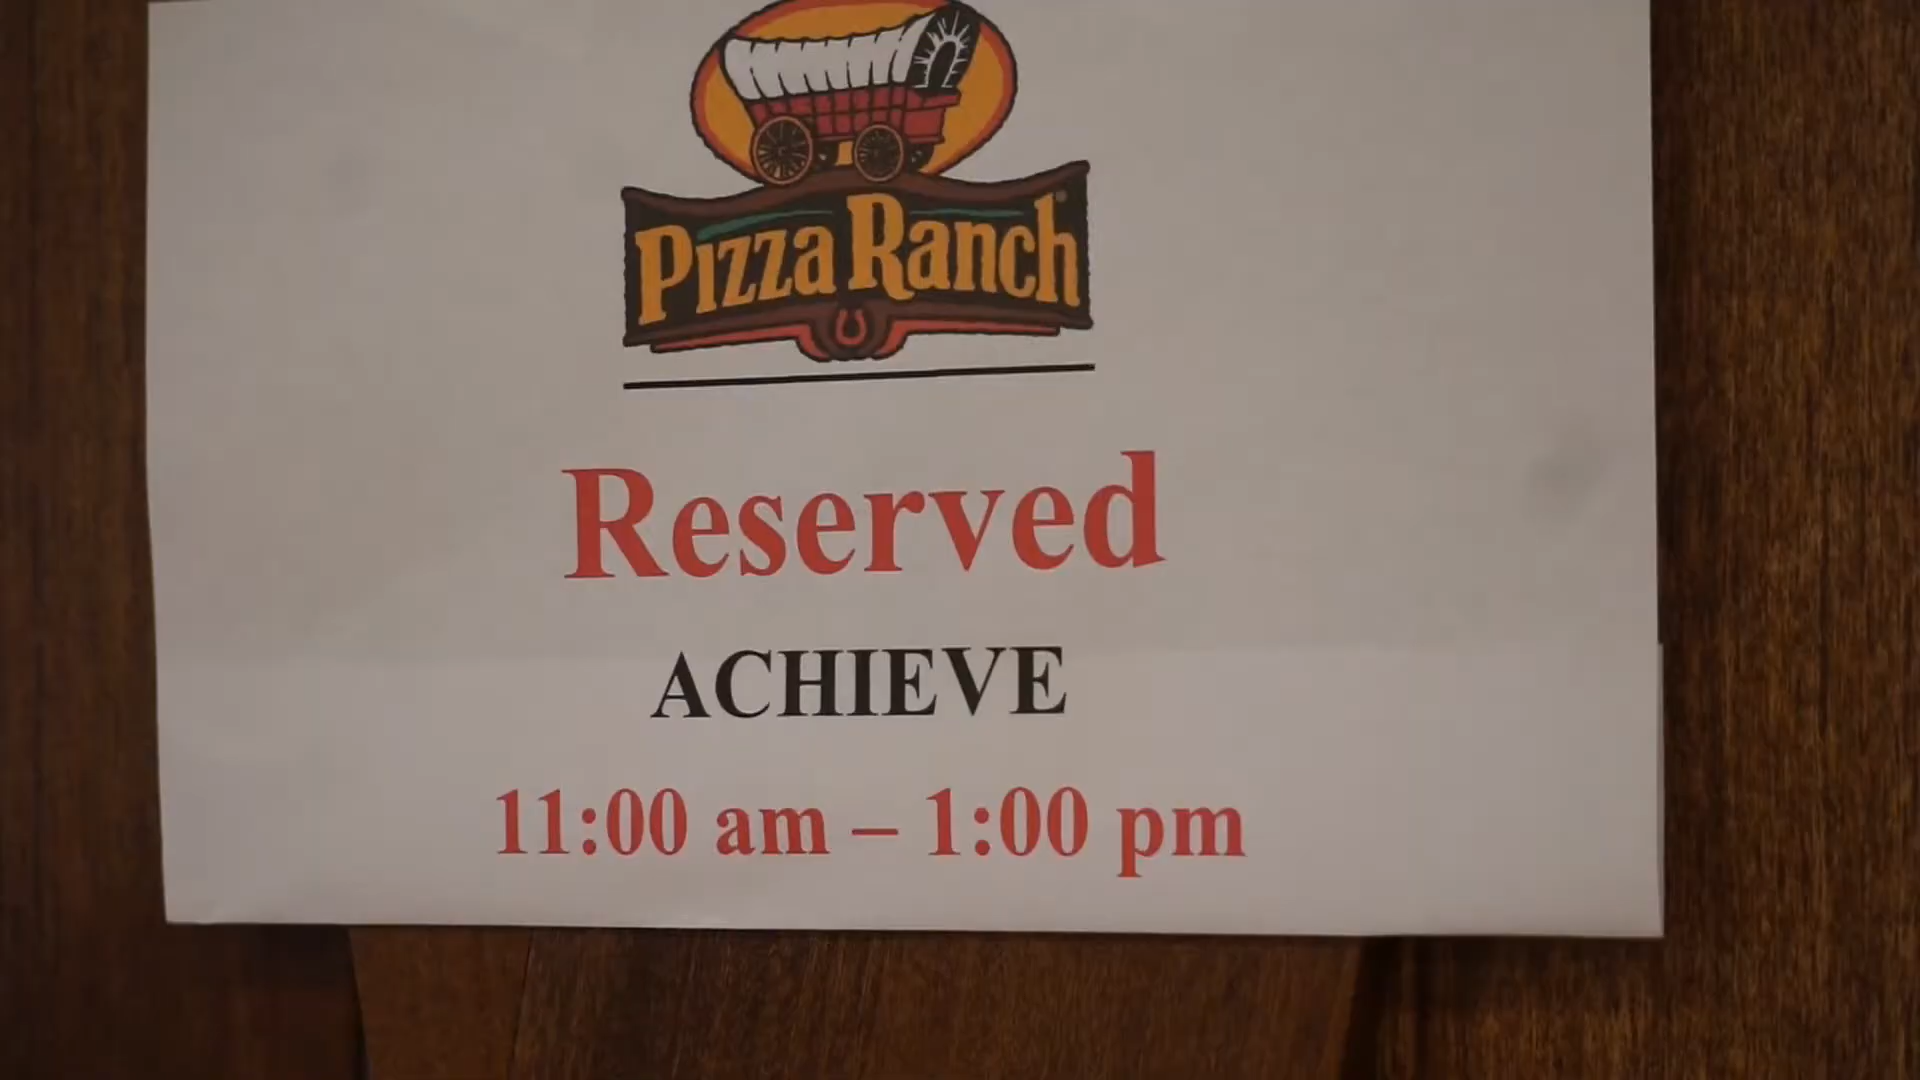 Pizza Ranch
Reserved
ACHIEVE
11:00 am – 1:00 pm